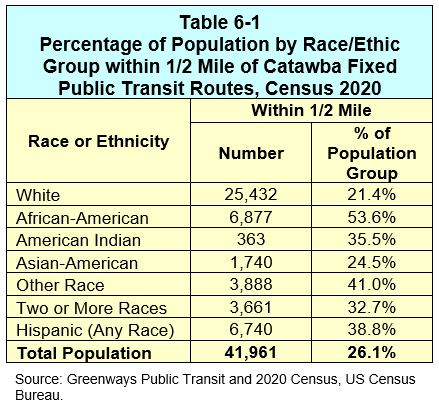 Table 6-1
Percentage of Population by Race/Ethic
Group within 1/2 Mile of Catawba Fixed
Public Transit Routes, Census 2020
Race or Ethnicity
Within 1/2 Mile
Number
% of
Population
Group
White 25,432 21.4%
African-American 6,877 53.6%
American Indian 363 35.5%
Asian-American 1,740 24.5%
Other Race 3,888 41.0%
Two or More Races 3,661 32.7%
Hispanic (Any Race) 6,740 38.8%
Total Population 41,961 26.1%
Source: Greenways Public Transit and 2020 Census, US Census
Bureau.